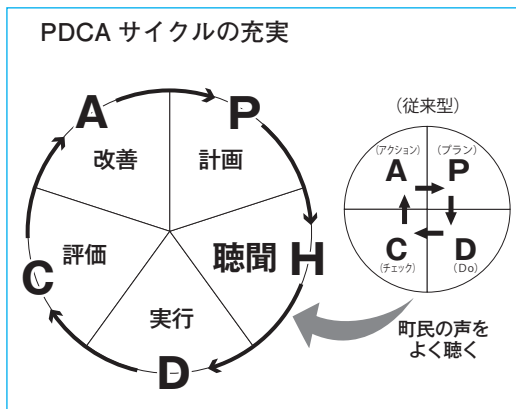 PDCA サイクルの充実
A
P
改善
計画
C
評価
聴聞
H
実行
D
(従来型)
(アクション)
(プラン)
A
P
C
D
(チェック)
(Do)
町民の声を
よく聴く